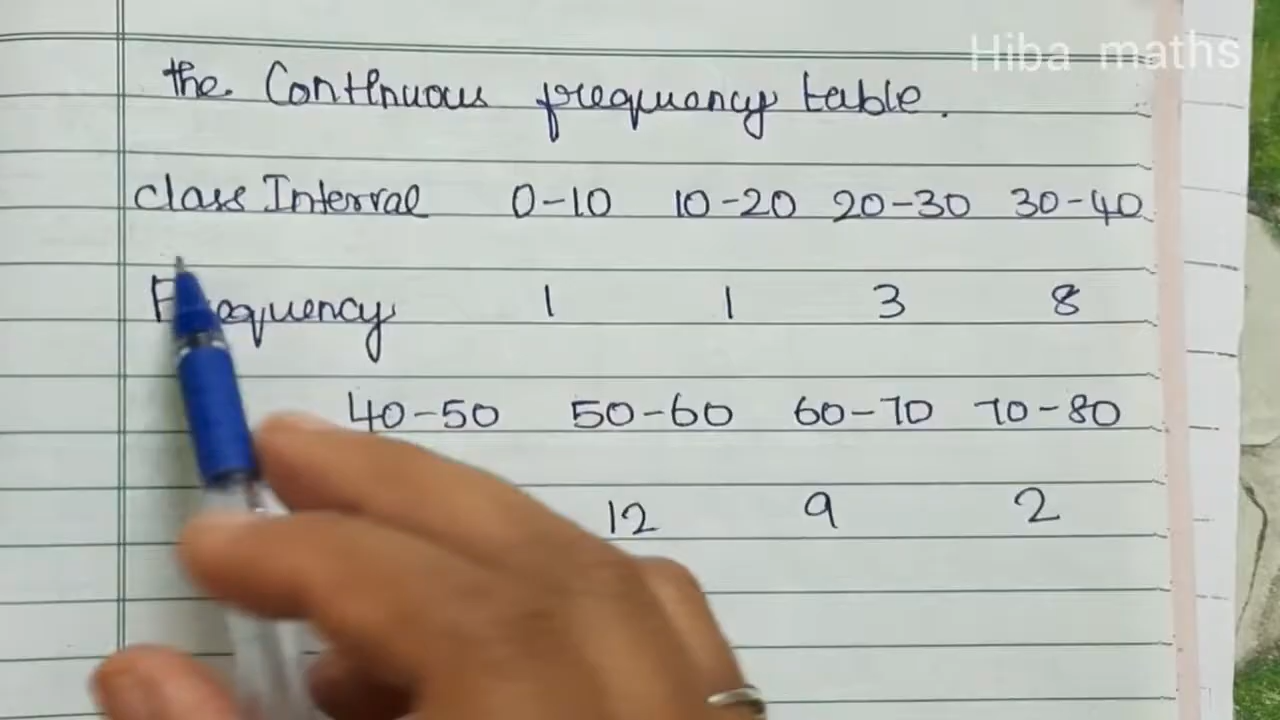 Hiba maths
the Continuous frequency table.
class Interval 0-10 10-20 20-30 30-40
Frequency 1 1 3 8
40-50 50-60 60-70 70-80
12 9 2